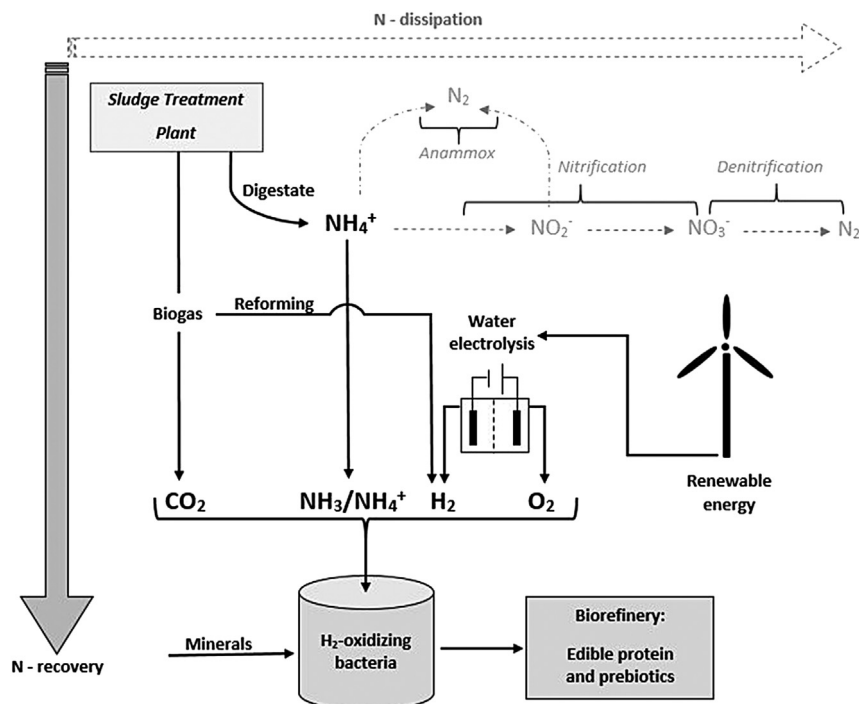 N - dissipation
Sludge Treatment
Plant
N₂
Anammox
Nitrification
Denitrification
Digestate
NH₄⁺
NO₂⁻
NO₃⁻
N₂
Biogas
Reforming
Water
electrolysis
Renewable
energy
CO₂
NH₃/NH₄⁺
H₂
O₂
Minerals
H₂-oxidizing
bacteria
Biorefinery:
Edible protein
and prebiotics
N - recovery